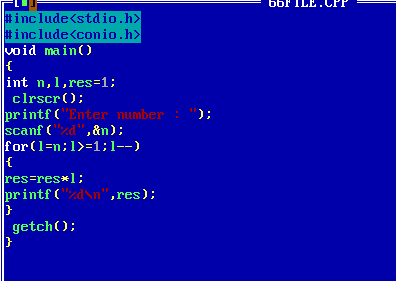 66FILE.CPP
#include<stdio.h>
#include<conio.h>
void main()
{
int n,l,res=1;
 clrscr();
printf("Enter number : ");
scanf("%d",&n);
for(l=n;l>=1;l--)
{
res=res*l;
printf("%d\n",res);
}
 getch();
}